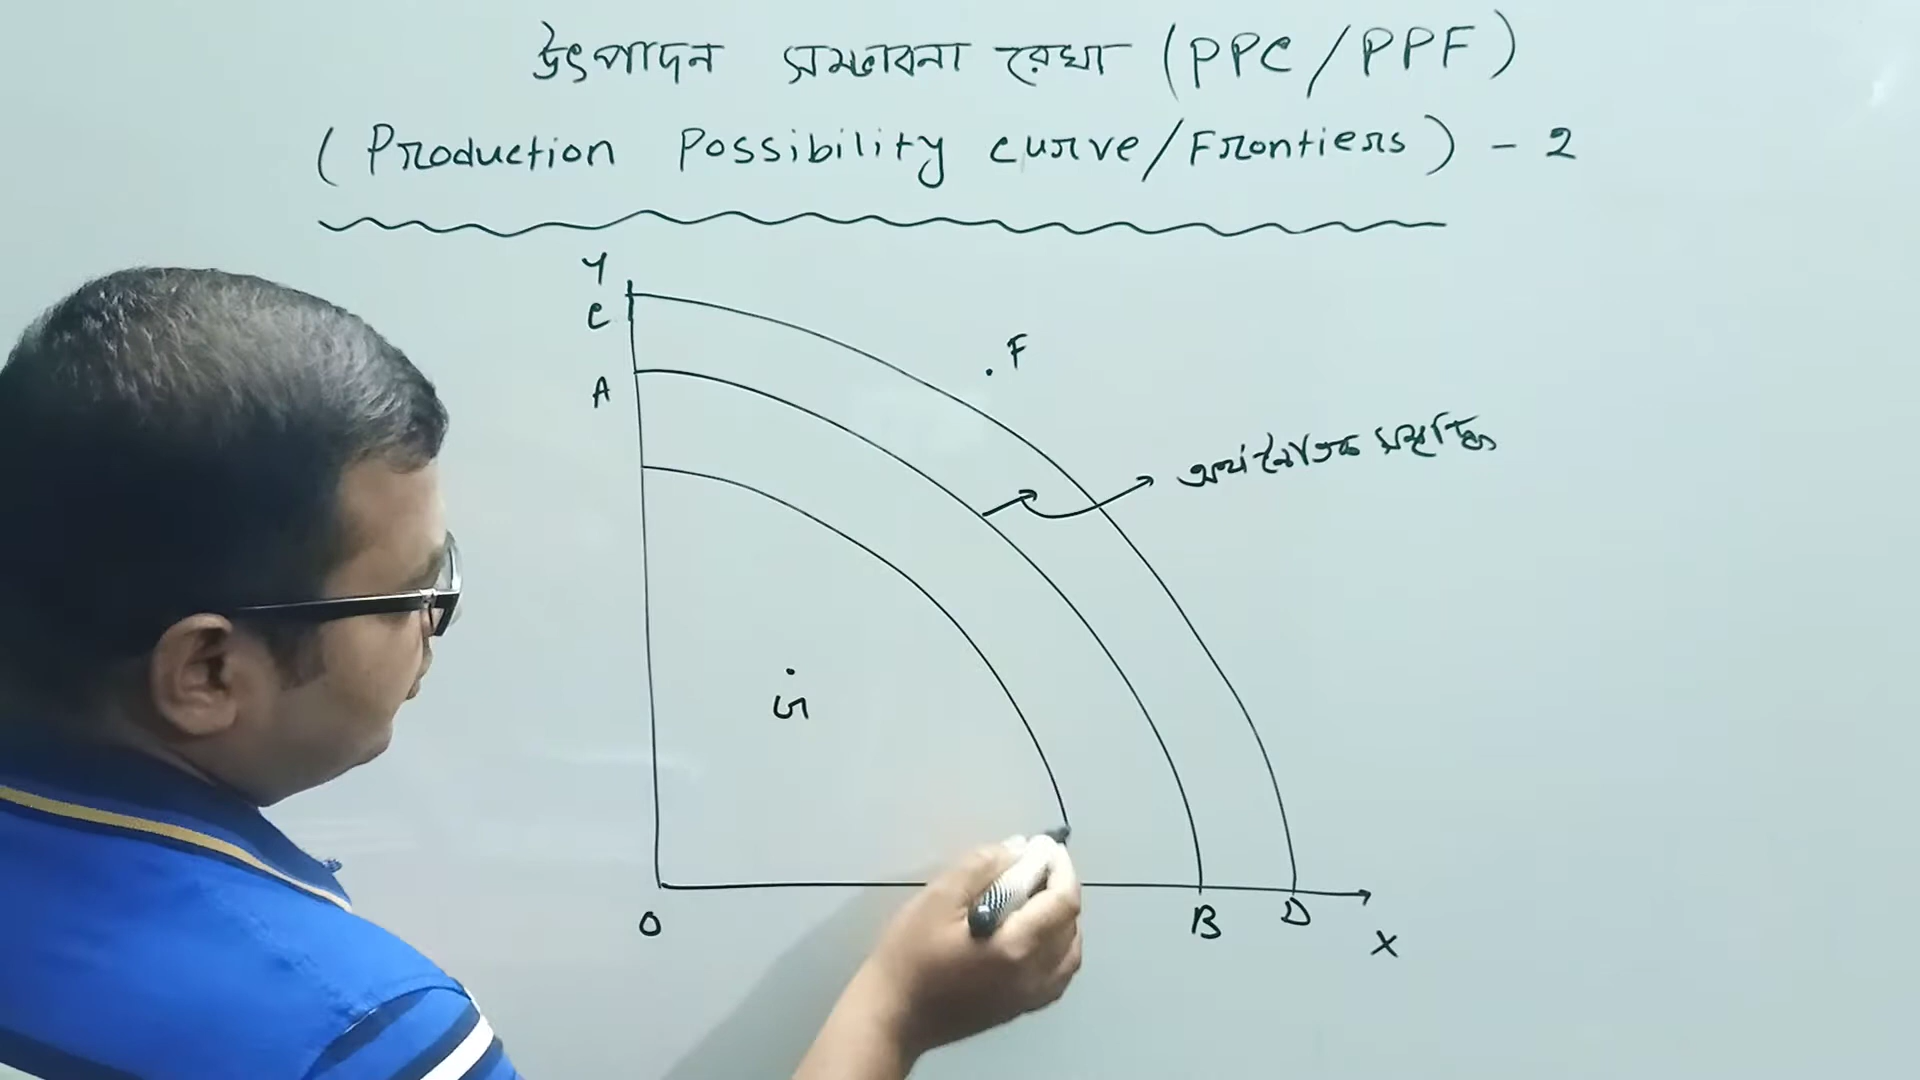 উৎপাদন সম্ভাবনা রেখা (PPC/PPF)
(Production Possibility curve/Frontiers) - 2
Y
C
A
.F
অর্থনৈতিক সমৃদ্ধি
G
O
B
D
X